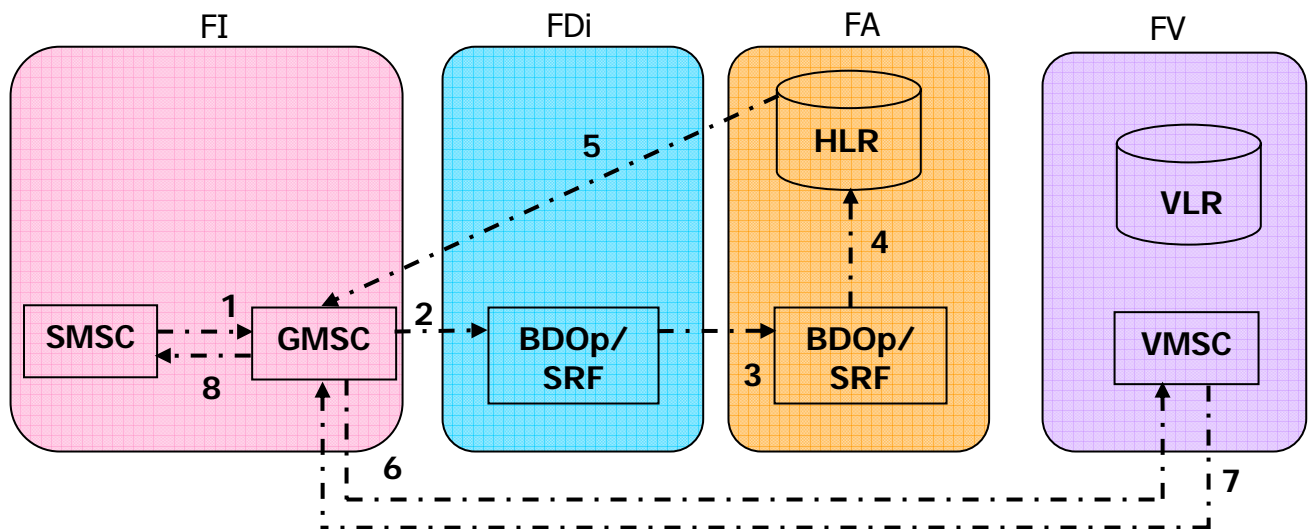 FI
FDi
FA
FV
5
HLR
VLR
4
1
2
SMSC
GMSC
BDOp/
SRF
BDOp/
SRF
VMSC
8
3
6
7